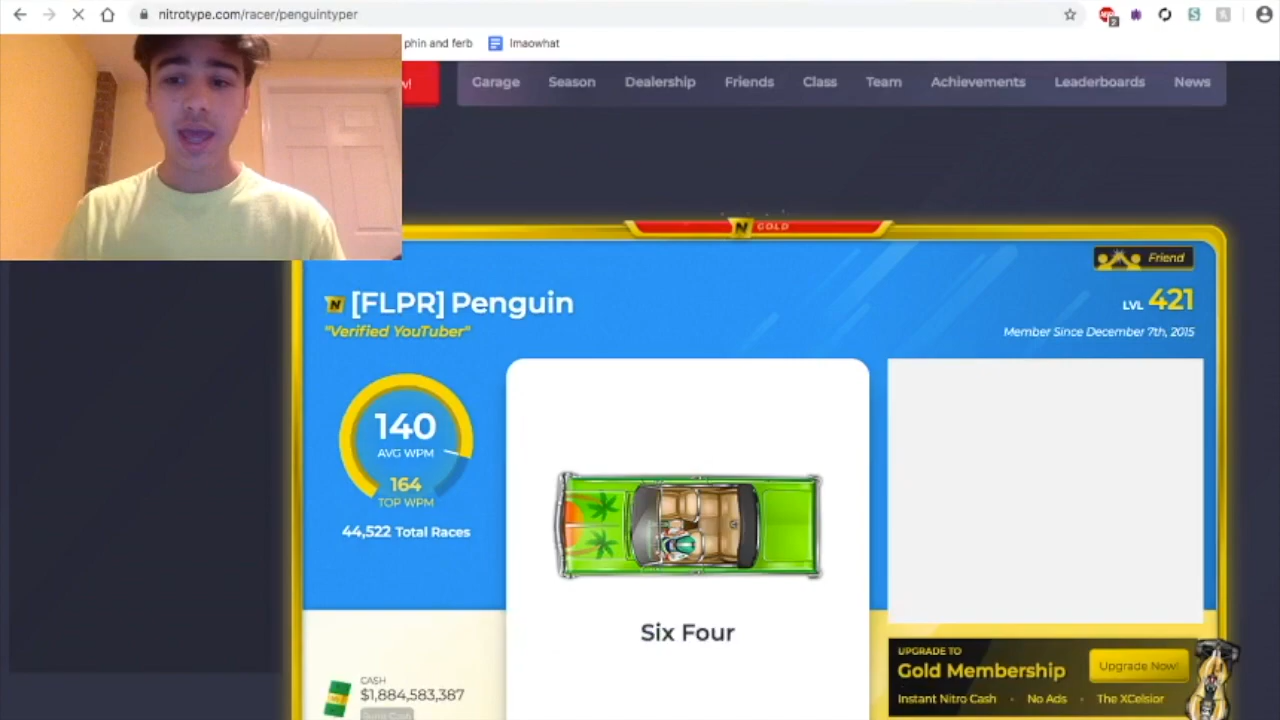 nitrotype.com/racer/penguintyper
phin and ferb
lmaowhat
2
w!
Garage Season Dealership Friends Class Team Achievements Leaderboards News
N GOLD
Friend
N [FLPR] Penguin
"Verified YouTuber"
LVL 421
Member Since December 7th, 2015
140
AVG WPM
164
TOP WPM
44,522 Total Races
Six Four
CASH
$1,884,583,387
UPGRADE TO
Gold Membership
Upgrade Now!
Instant Nitro Cash · No Ads · The XCelsior